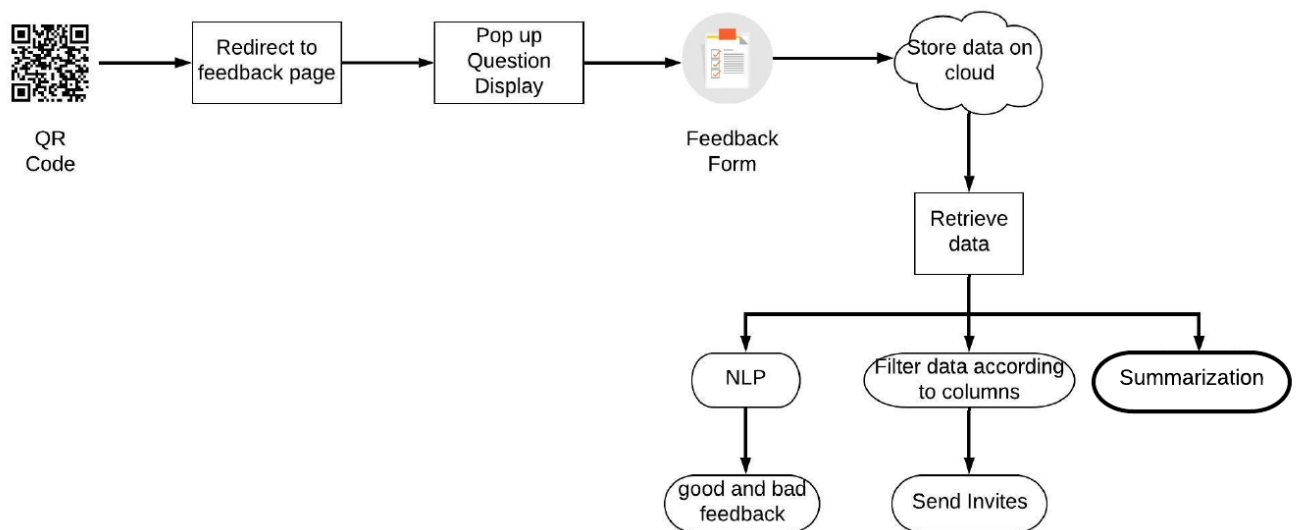 QR
Code
Redirect to
feedback page
Pop up
Question
Display
Feedback
Form
Store data on
cloud
Retrieve
data
NLP
Filter data according
to columns
Summarization
good and bad
feedback
Send Invites